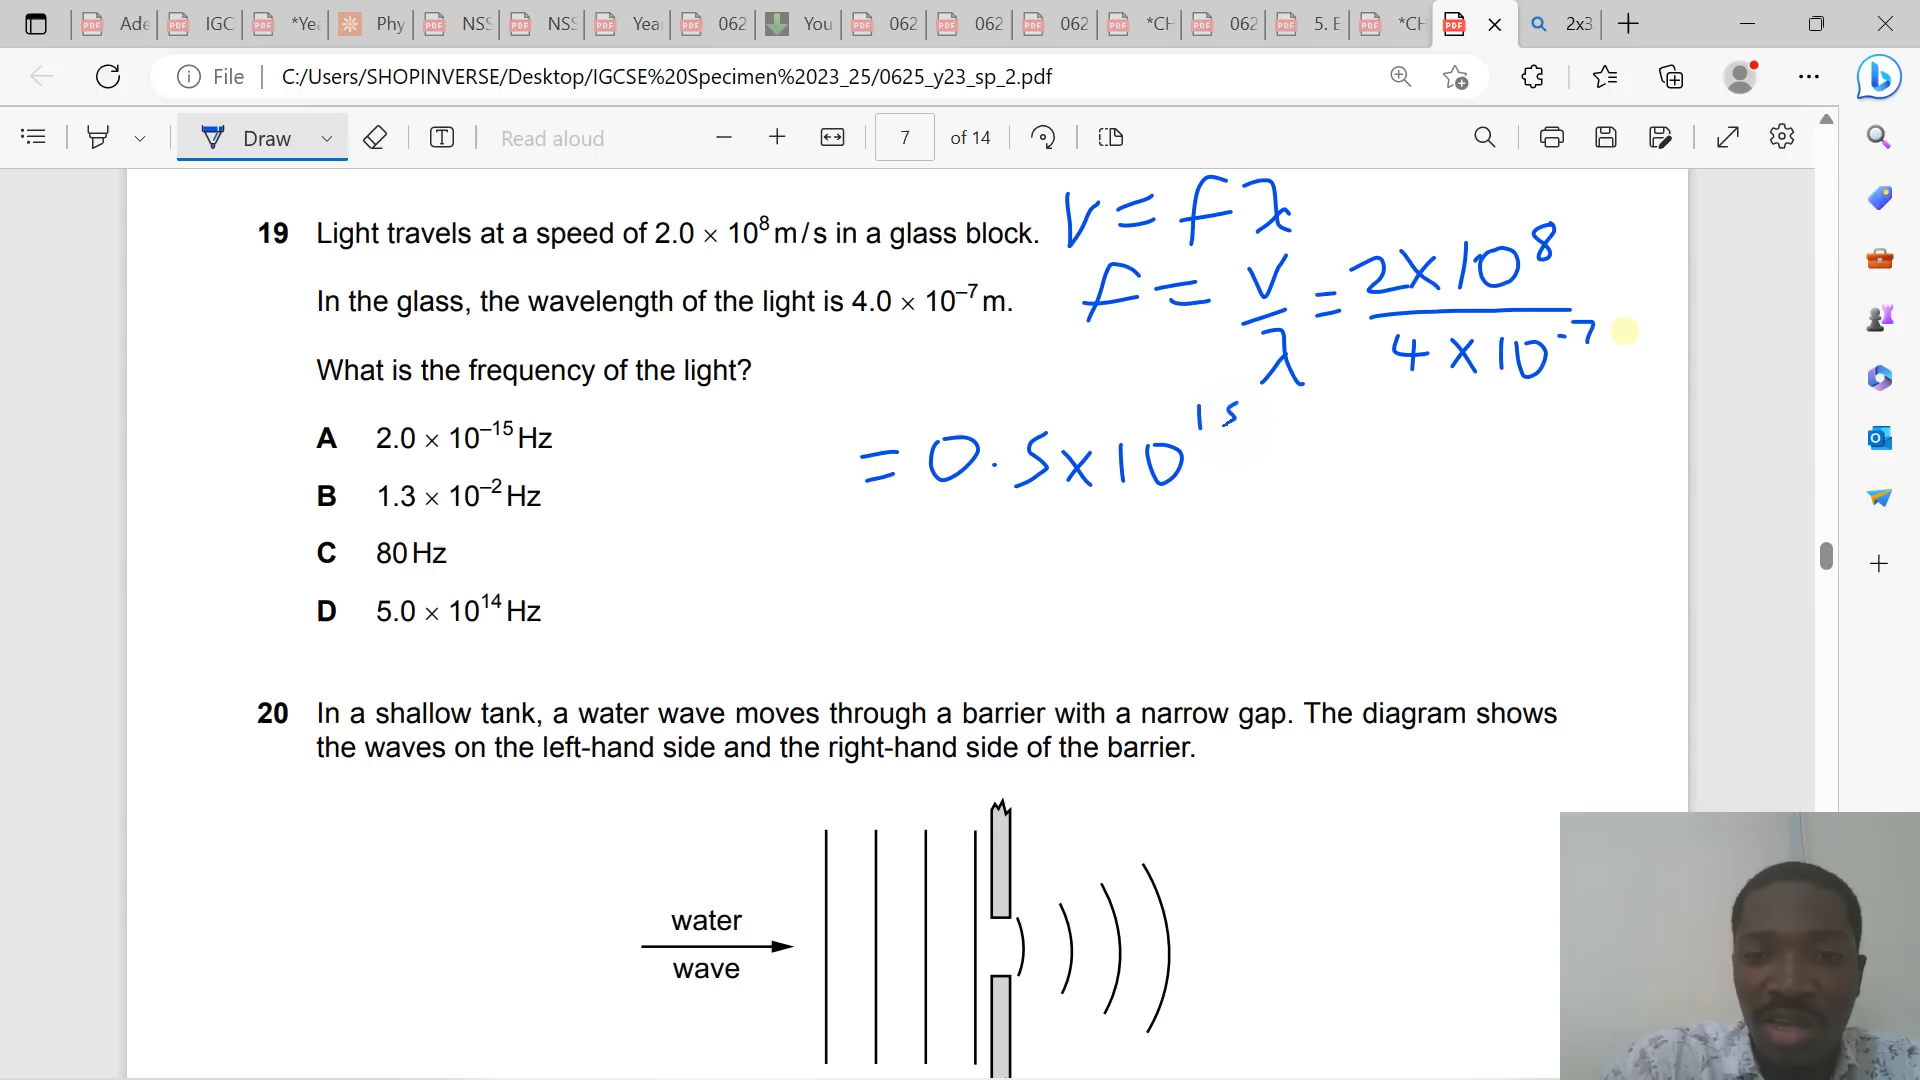 Ade
IGC
*Yea
Phy
NSS
NSS
Year
062
You
062
062
062
*CH
062
5. E
*CH
2x3
File
C:/Users/SHOPINVERSE/Desktop/IGCSE%20Specimen%2023_25/0625_y23_sp_2.pdf
Draw
Read aloud
7
of 14
19 Light travels at a speed of 2.0 × 10⁸ m/s in a glass block.
In the glass, the wavelength of the light is 4.0 × 10⁻⁷ m.
What is the frequency of the light?
A 2.0 × 10⁻¹⁵ Hz
B 1.3 × 10⁻² Hz
C 80 Hz
D 5.0 × 10¹⁴ Hz
v = fλ
f = v/λ = 2×10⁸/4×10⁻⁷
= 0.5×10¹⁵
20 In a shallow tank, a water wave moves through a barrier with a narrow gap. The diagram shows
the waves on the left-hand side and the right-hand side of the barrier.
water
wave